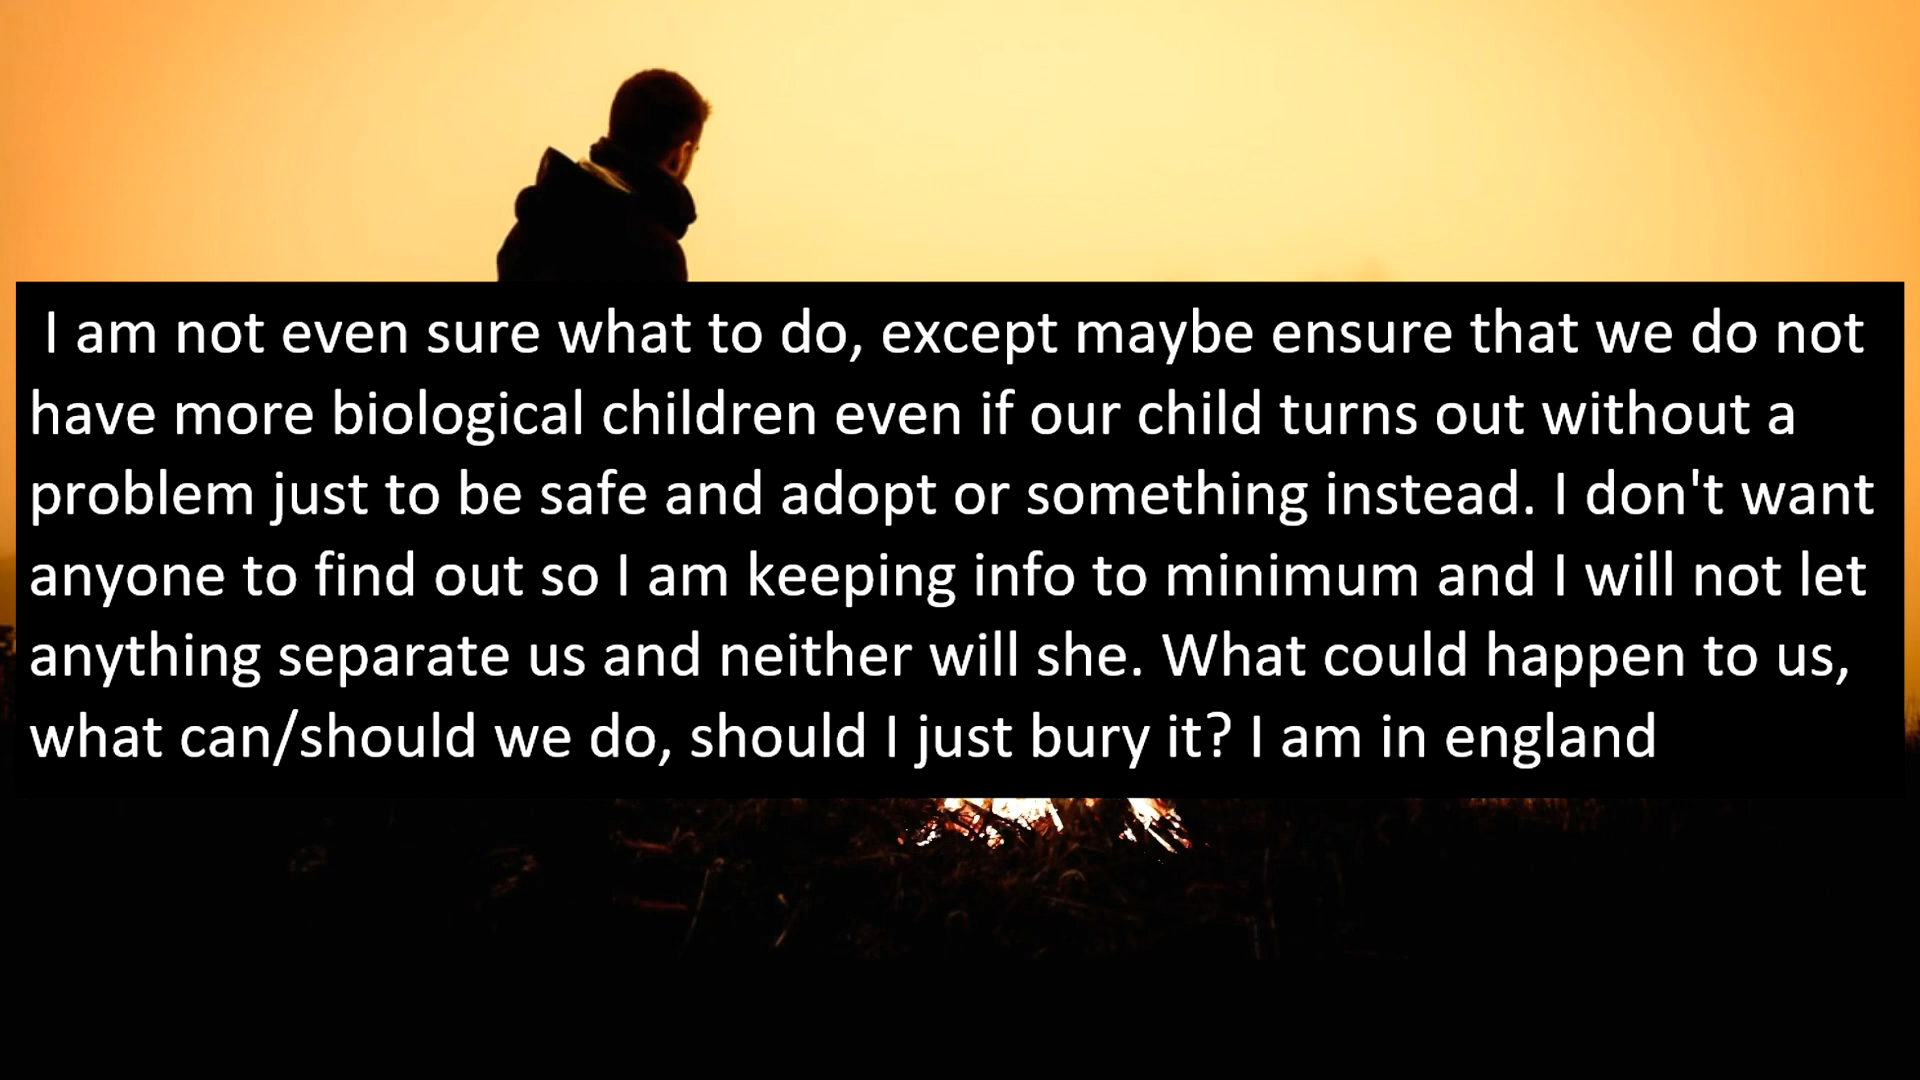 I am not even sure what to do, except maybe ensure that we do not
have more biological children even if our child turns out without a
problem just to be safe and adopt or something instead. I don't want
anyone to find out so I am keeping info to minimum and I will not let
anything separate us and neither will she. What could happen to us,
what can/should we do, should I just bury it? I am in england